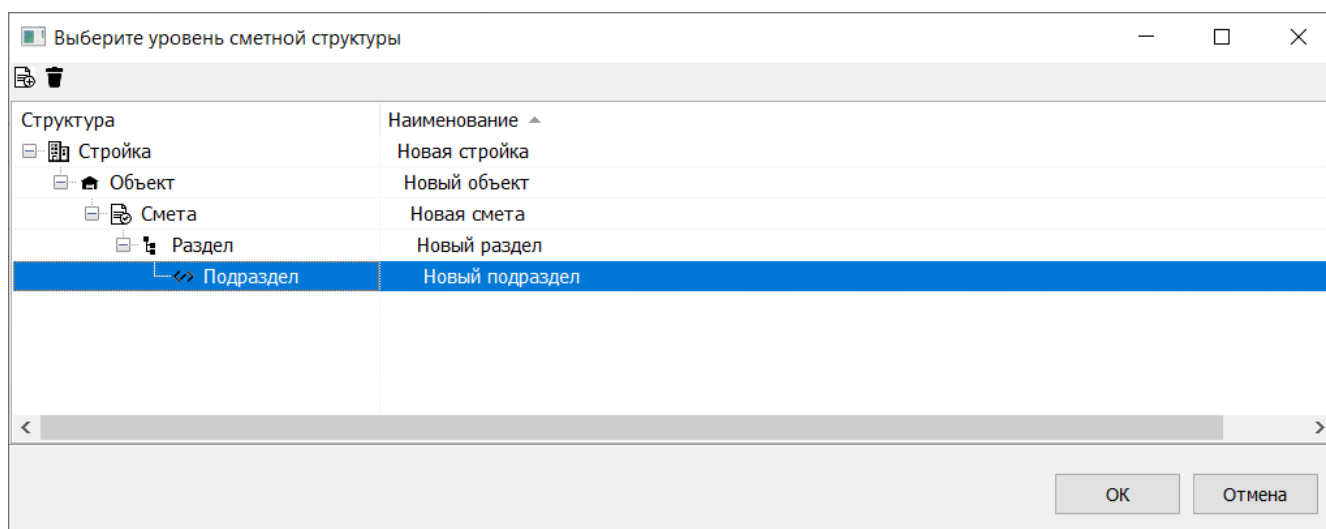 Выберите уровень сметной структуры
Структура Наименование
Стройка Новая стройка
Объект Новый объект
Смета Новая смета
Раздел Новый раздел
Подраздел Новый подраздел
ОК Отмена